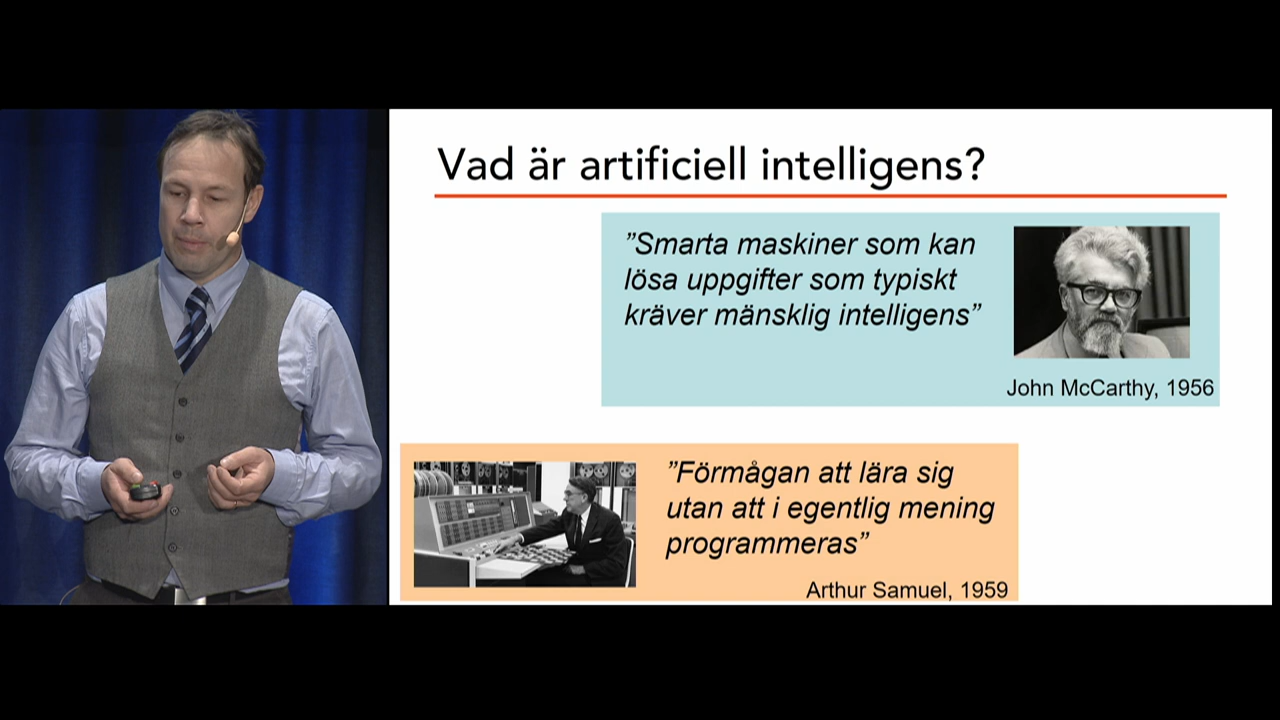 Vad är artificiell intelligens?
”Smarta maskiner som kan
lösa uppgifter som typiskt
kräver mänsklig intelligens”
John McCarthy, 1956
”Förmågan att lära sig
utan att i egentlig mening
programmeras”
Arthur Samuel, 1959